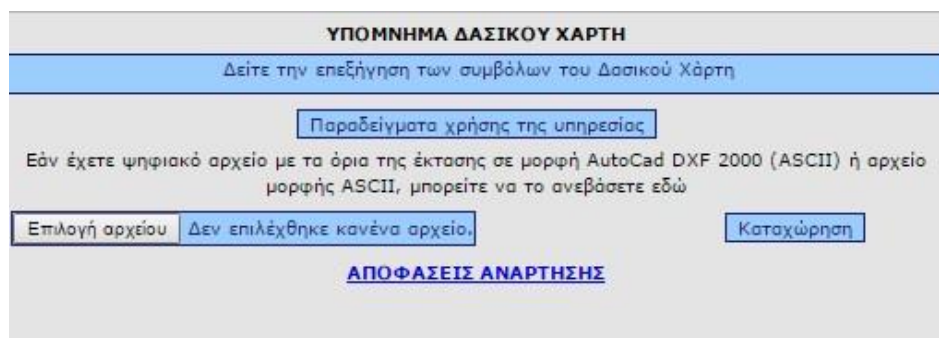 ΥΠΟΜΝΗΜΑ ΔΑΣΙΚΟΥ ΧΑΡΤΗ
Δείτε την επεξήγηση των συμβόλων του Δασικού Χάρτη
Παραδείγματα χρήσης της υπηρεσίας
Εάν έχετε ψηφιακό αρχείο με τα όρια της έκτασης σε μορφή AutoCad DXF 2000 (ASCII) ή αρχείο
μορφής ASCII, μπορείτε να το ανεβάσετε εδώ
Επιλογή αρχείου Δεν επιλέχθηκε κανένα αρχείο. Καταχώρηση
ΑΠΟΦΑΣΕΙΣ ΑΝΑΡΤΗΣΗΣ